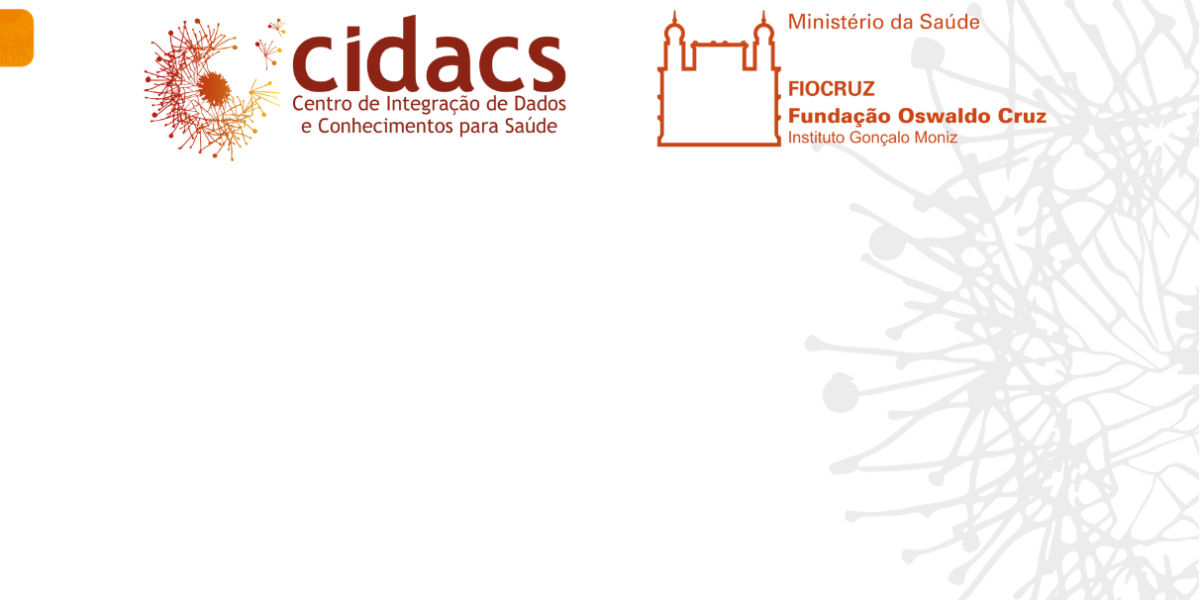 cidacs
Centro de Integração de Dados
e Conhecimentos para Saúde
Ministério da Saúde
FIOCRUZ
Fundação Oswaldo Cruz
Instituto Gonçalo Moniz